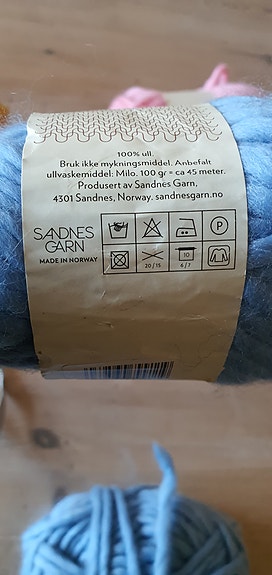 100% ull.
Bruk ikke mykningsmiddel. Anbefalt
ullvaskemiddel: Milo. 100 gr = ca 45 meter.
Produsert av Sandnes Garn,
4301 Sandnes, Norway. sandnesgarn.no
SANDNES
GARN
MADE IN NORWAY
P
20/15
10
6/7